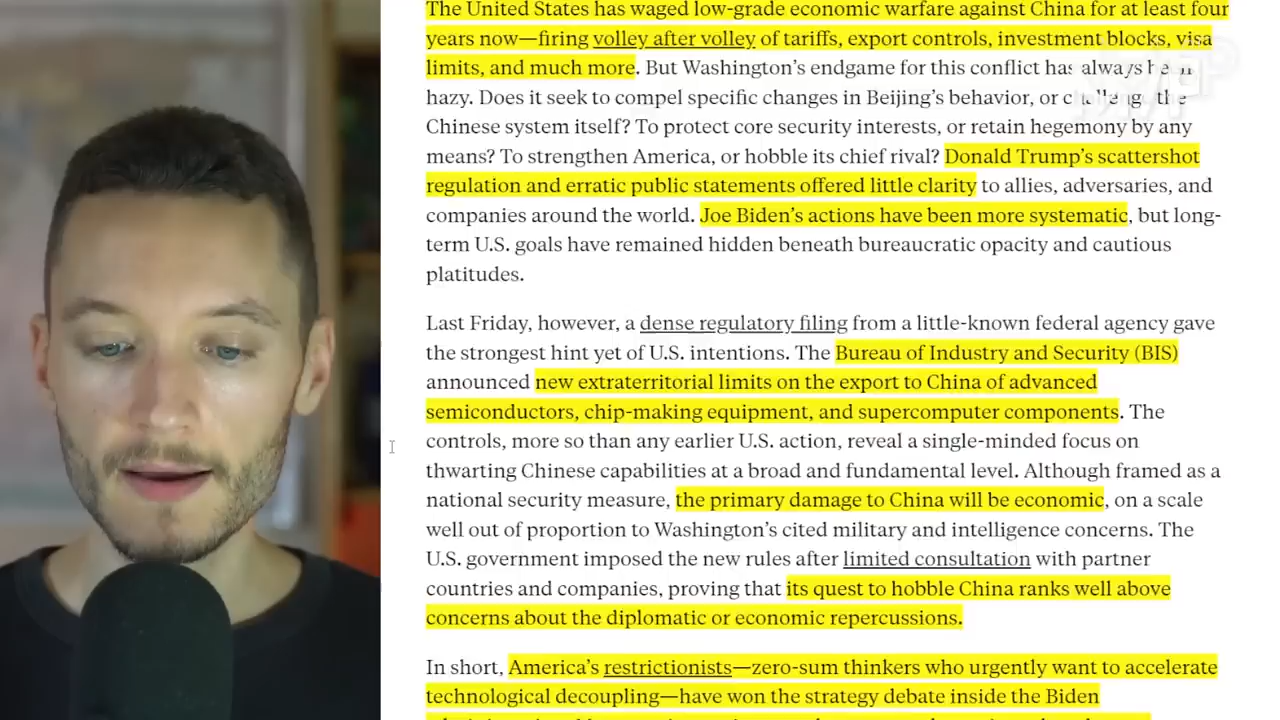 The United States has waged low-grade economic warfare against China for at least four
years now—firing volley after volley of tariffs, export controls, investment blocks, visa
limits, and much more. But Washington's endgame for this conflict has always been
hazy. Does it seek to compel specific changes in Beijing's behavior, or challenge the
Chinese system itself? To protect core security interests, or retain hegemony by any
means? To strengthen America, or hobble its chief rival? Donald Trump's scattershot
regulation and erratic public statements offered little clarity to allies, adversaries, and
companies around the world. Joe Biden's actions have been more systematic, but long-
term U.S. goals have remained hidden beneath bureaucratic opacity and cautious
platitudes.
Last Friday, however, a dense regulatory filing from a little-known federal agency gave
the strongest hint yet of U.S. intentions. The Bureau of Industry and Security (BIS)
announced new extraterritorial limits on the export to China of advanced
semiconductors, chip-making equipment, and supercomputer components. The
controls, more so than any earlier U.S. action, reveal a single-minded focus on
thwarting Chinese capabilities at a broad and fundamental level. Although framed as a
national security measure, the primary damage to China will be economic, on a scale
well out of proportion to Washington's cited military and intelligence concerns. The
U.S. government imposed the new rules after limited consultation with partner
countries and companies, proving that its quest to hobble China ranks well above
concerns about the diplomatic or economic repercussions.
In short, America's restrictionists—zero-sum thinkers who urgently want to accelerate
technological decoupling—have won the strategy debate inside the Biden